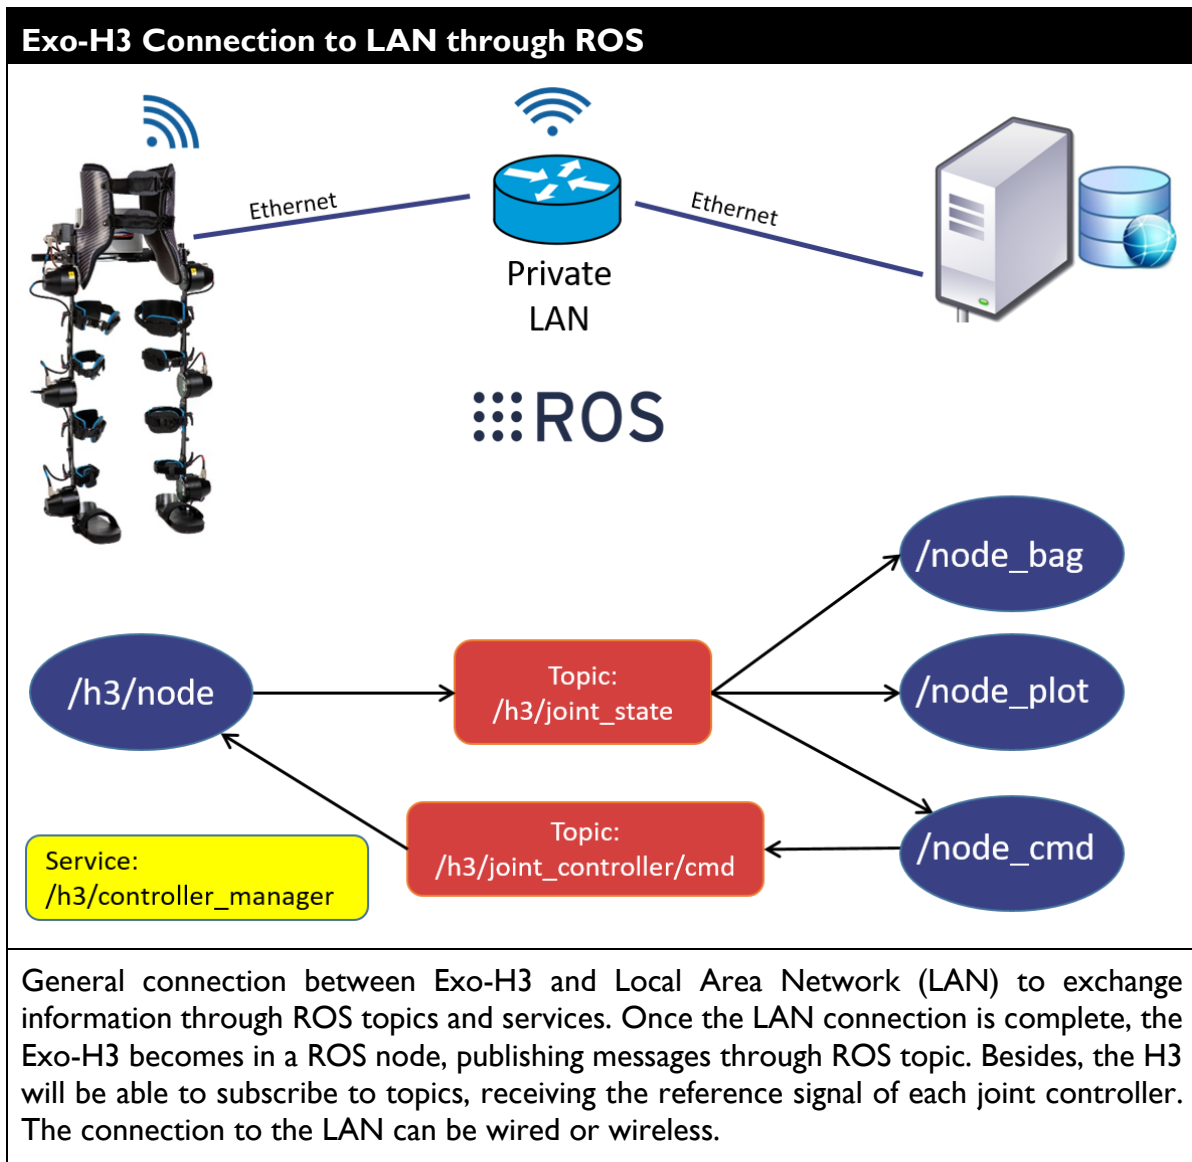 Exo-H3 Connection to LAN through ROS
Ethernet
Ethernet
Private
LAN
ROS
/node_bag
/h3/node
Topic:
/h3/joint_state
/node_plot
Topic:
/h3/joint_controller/cmd
/node_cmd
Service:
/h3/controller_manager
General connection between Exo-H3 and Local Area Network (LAN) to exchange
information through ROS topics and services. Once the LAN connection is complete, the
Exo-H3 becomes in a ROS node, publishing messages through ROS topic. Besides, the H3
will be able to subscribe to topics, receiving the reference signal of each joint controller.
The connection to the LAN can be wired or wireless.